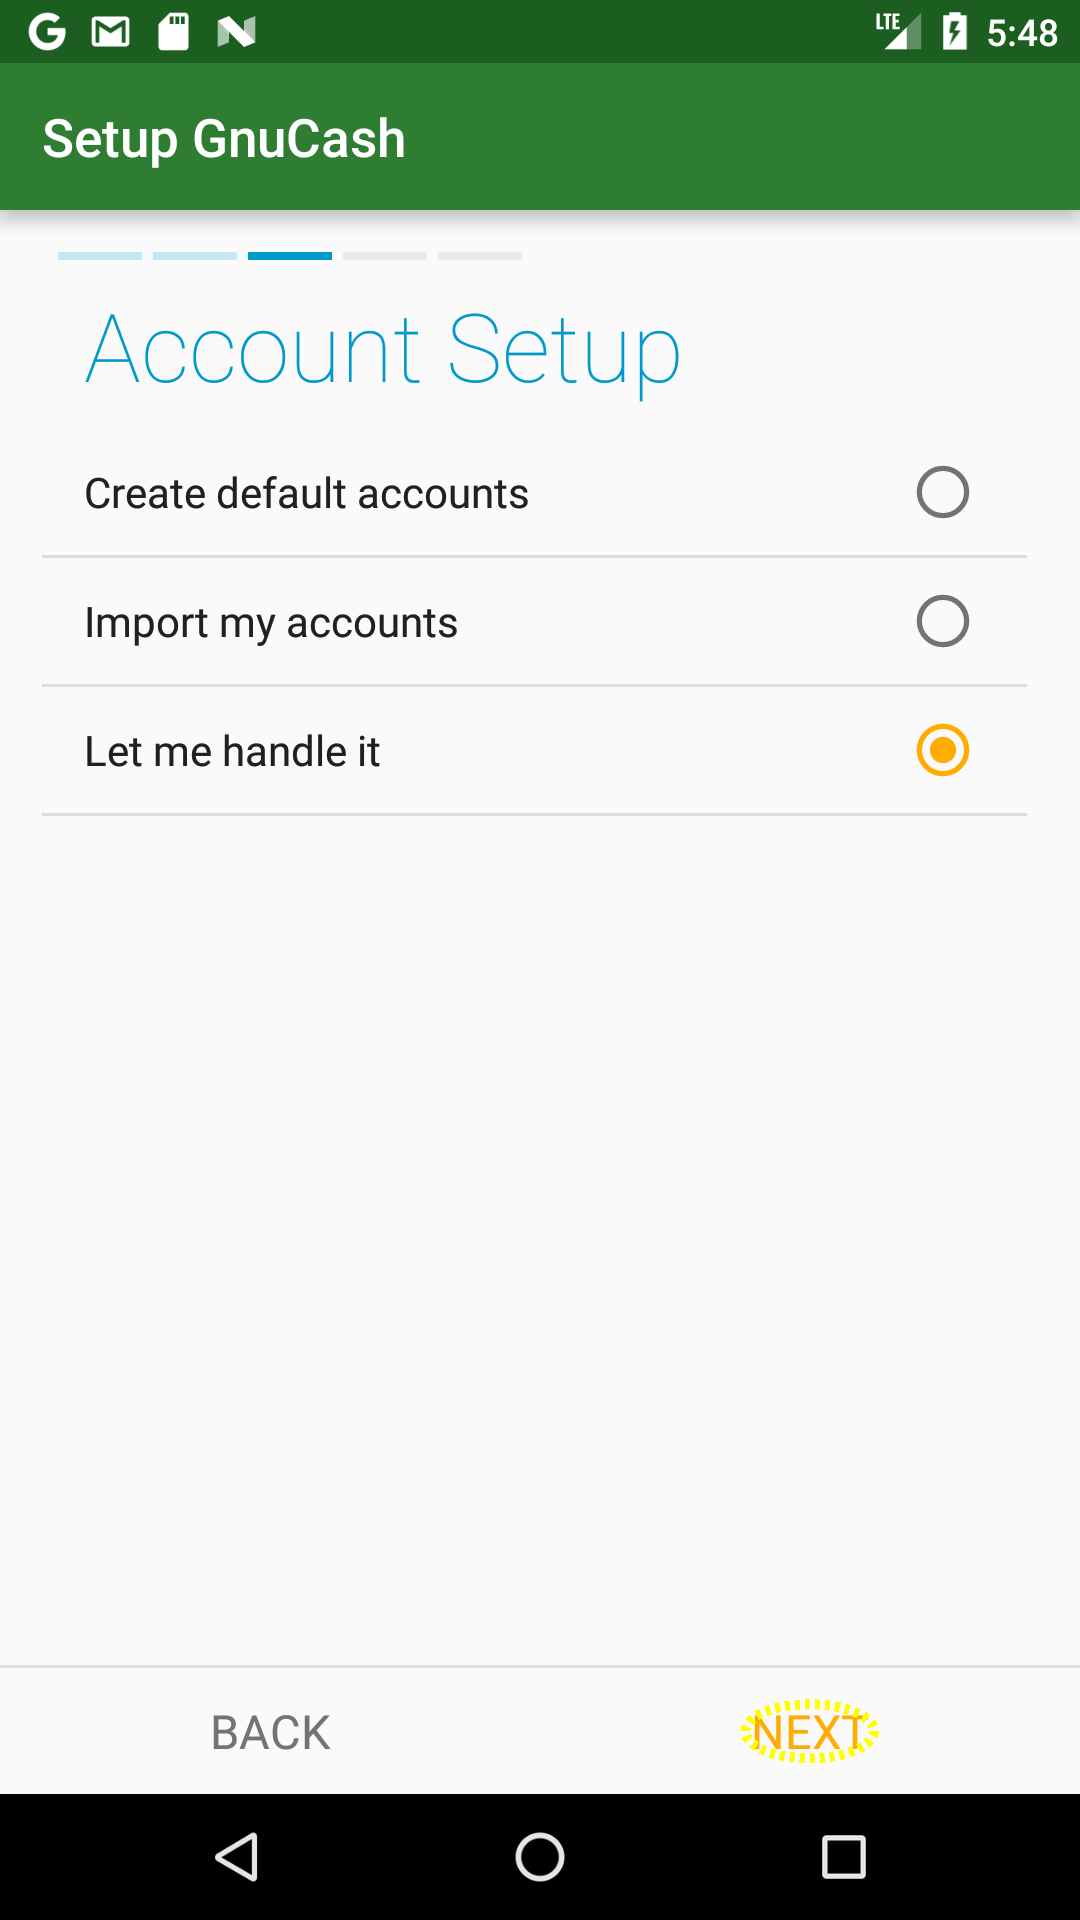 LTE 5:48
Setup GnuCash
Account Setup
Create default accounts
Import my accounts
Let me handle it
BACK NEXT